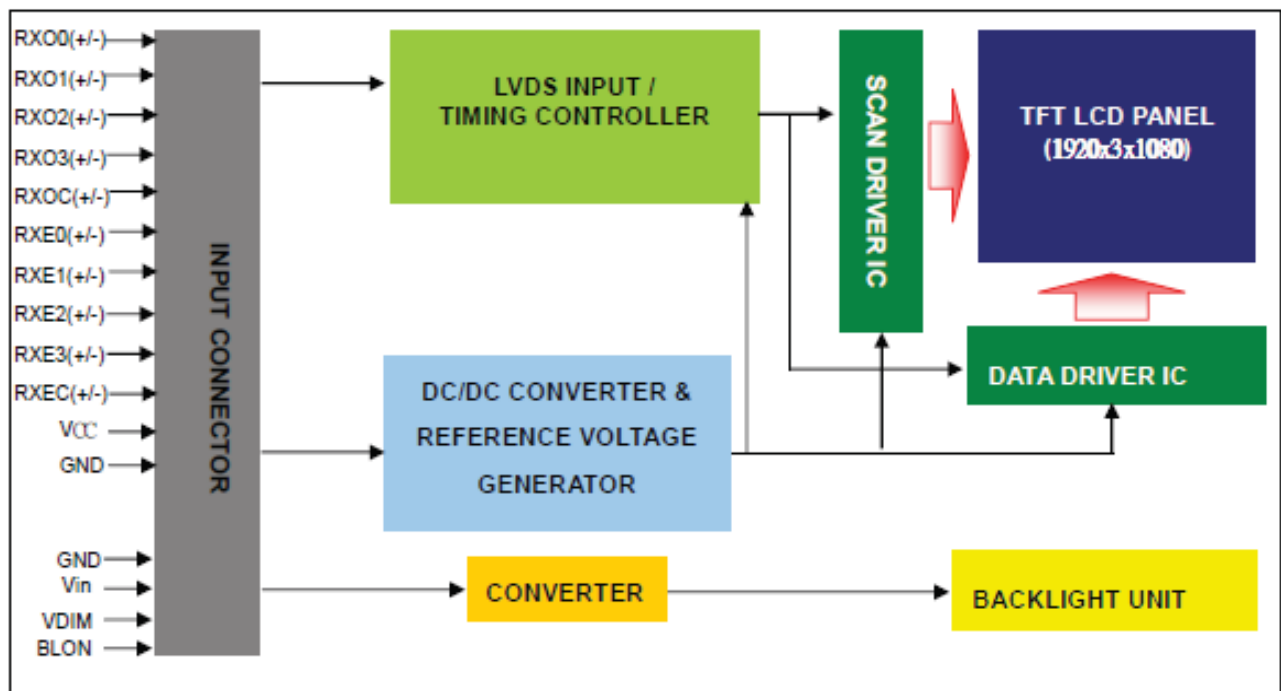 RXO0(+/-)
RXO1(+/-)
RXO2(+/-)
RXO3(+/-)
RXOC(+/-)
RXE0(+/-)
RXE1(+/-)
RXE2(+/-)
RXE3(+/-)
RXEC(+/-)
VCC
GND
GND
Vin
VDIM
BLON
INPUT CONNECTOR
LVDS INPUT /
TIMING CONTROLLER
DC/DC CONVERTER &
REFERENCE VOLTAGE
GENERATOR
CONVERTER
SCAN DRIVER IC
TFT LCD PANEL
(1920x3x1080)
DATA DRIVER IC
BACKLIGHT UNIT